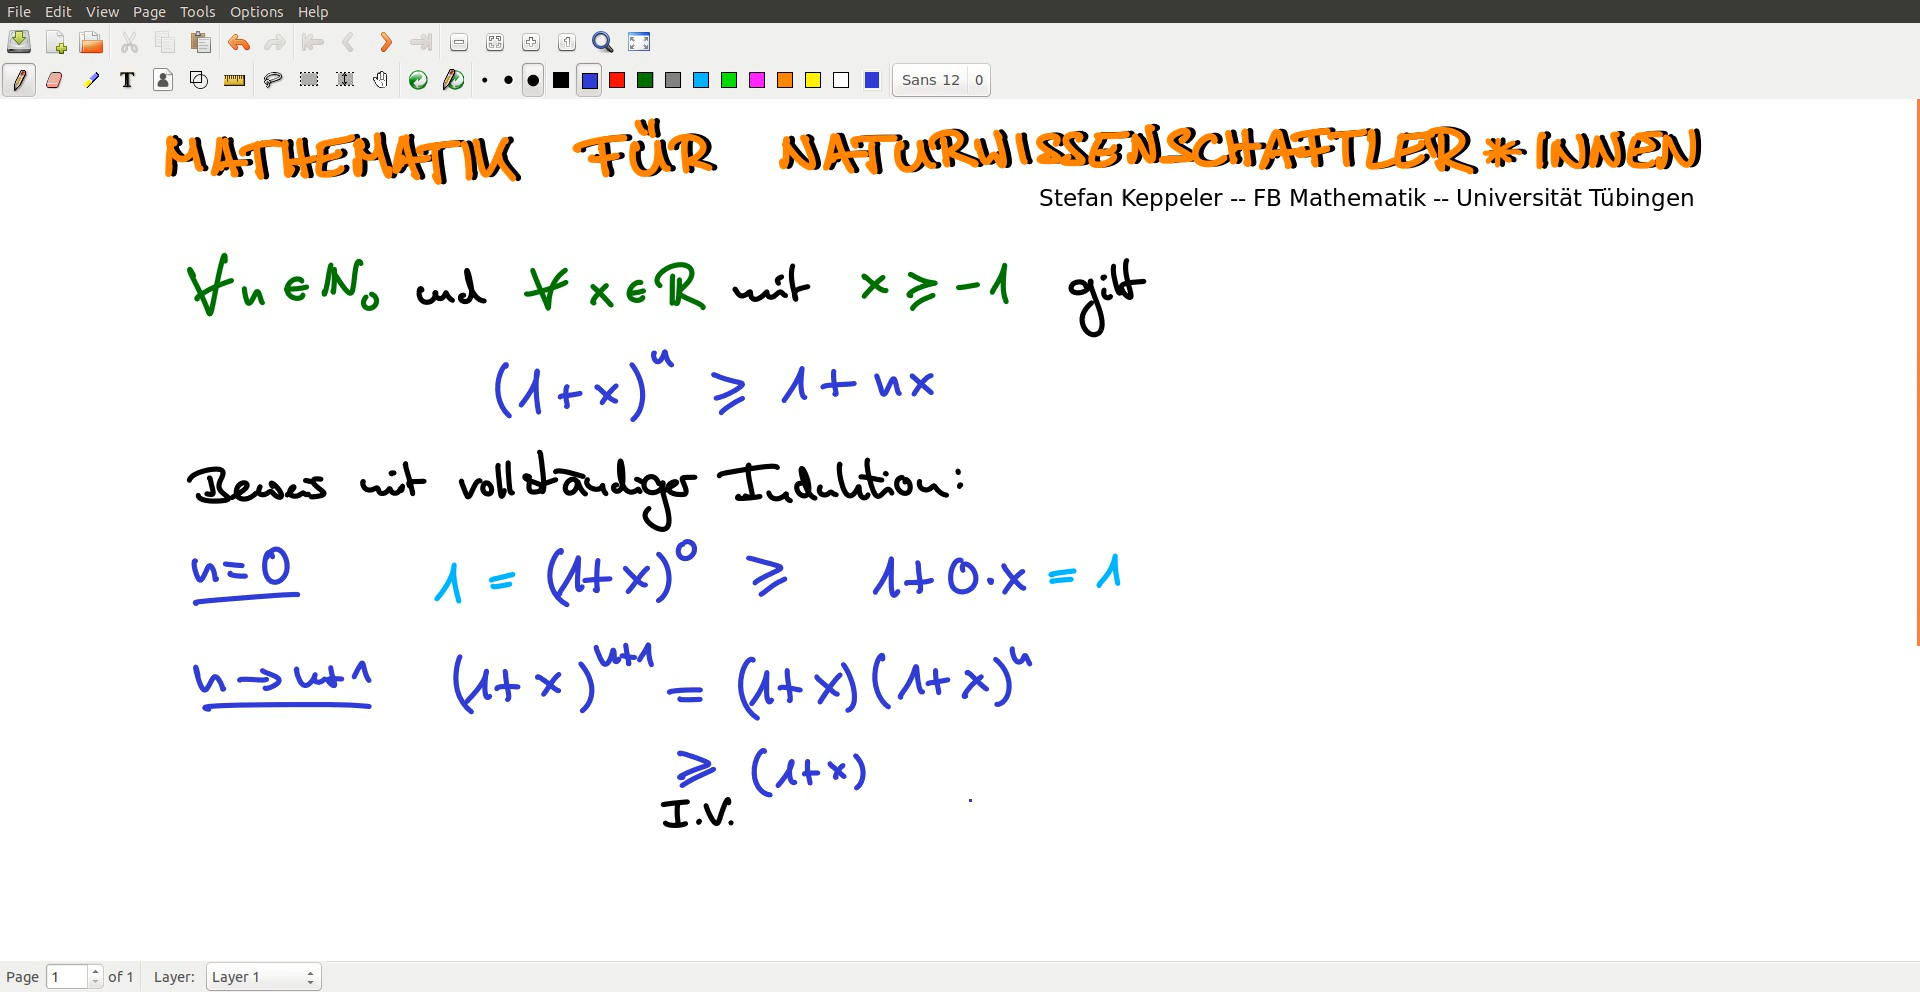 File Edit View Page Tools Options Help
Sans 12 0
MATHEMATIK FÜR NATURWISSENSCHAFTLER*INNEN
Stefan Keppeler -- FB Mathematik -- Universität Tübingen
∀ n ∈ ℕ₀ und ∀ x ∈ ℝ mit x ⩾ -1 gilt
(1+x)ⁿ ⩾ 1 + nx
Beweis mit vollständiger Induktion:
n=0 1 = (1+x)⁰ ⩾ 1+0·x = 1
n → n+1 (1+x)ⁿ⁺¹ = (1+x)(1+x)ⁿ
⩾ (1+x)
I.V.
Page 1 of 1 Layer: Layer 1